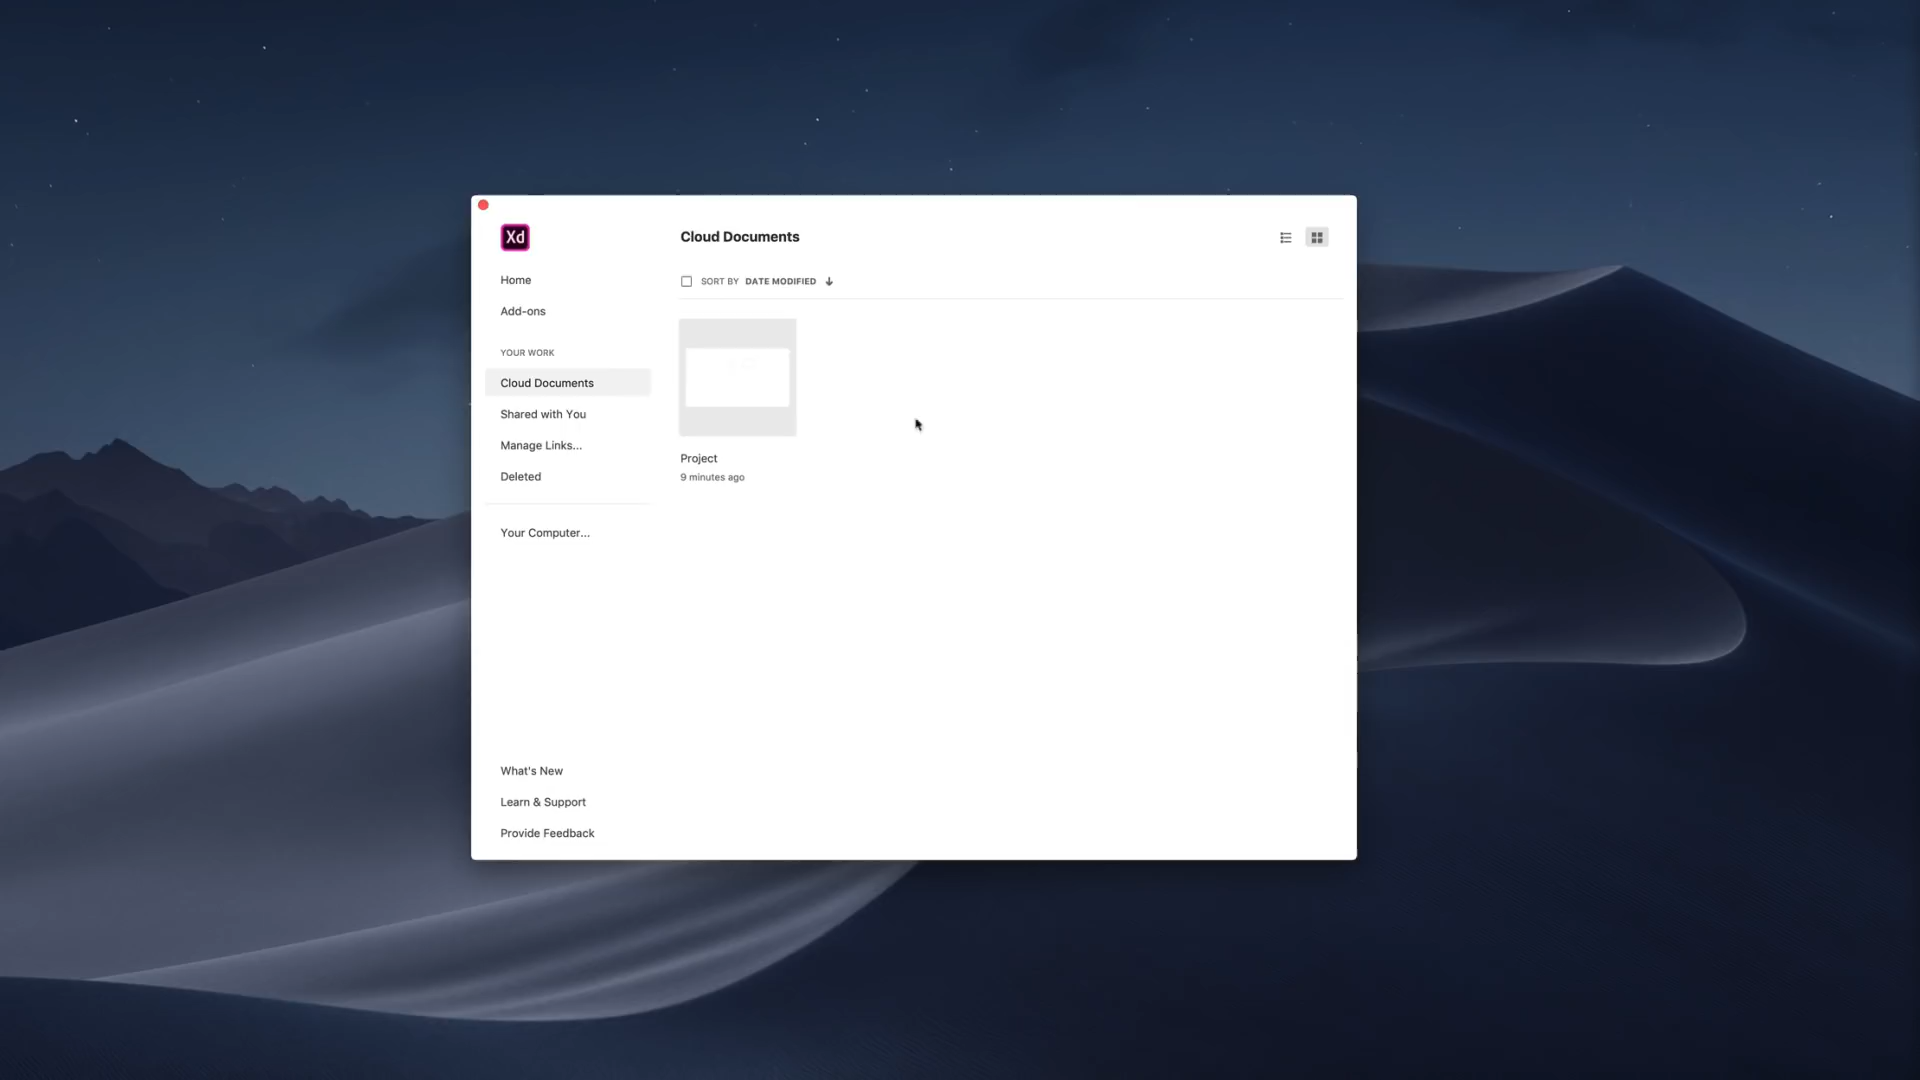 Xd
Cloud Documents
Home
SORT BY DATE MODIFIED
Add-ons
YOUR WORK
Cloud Documents
Shared with You
Manage Links...
Deleted
Your Computer...
Project
9 minutes ago
What's New
Learn & Support
Provide Feedback